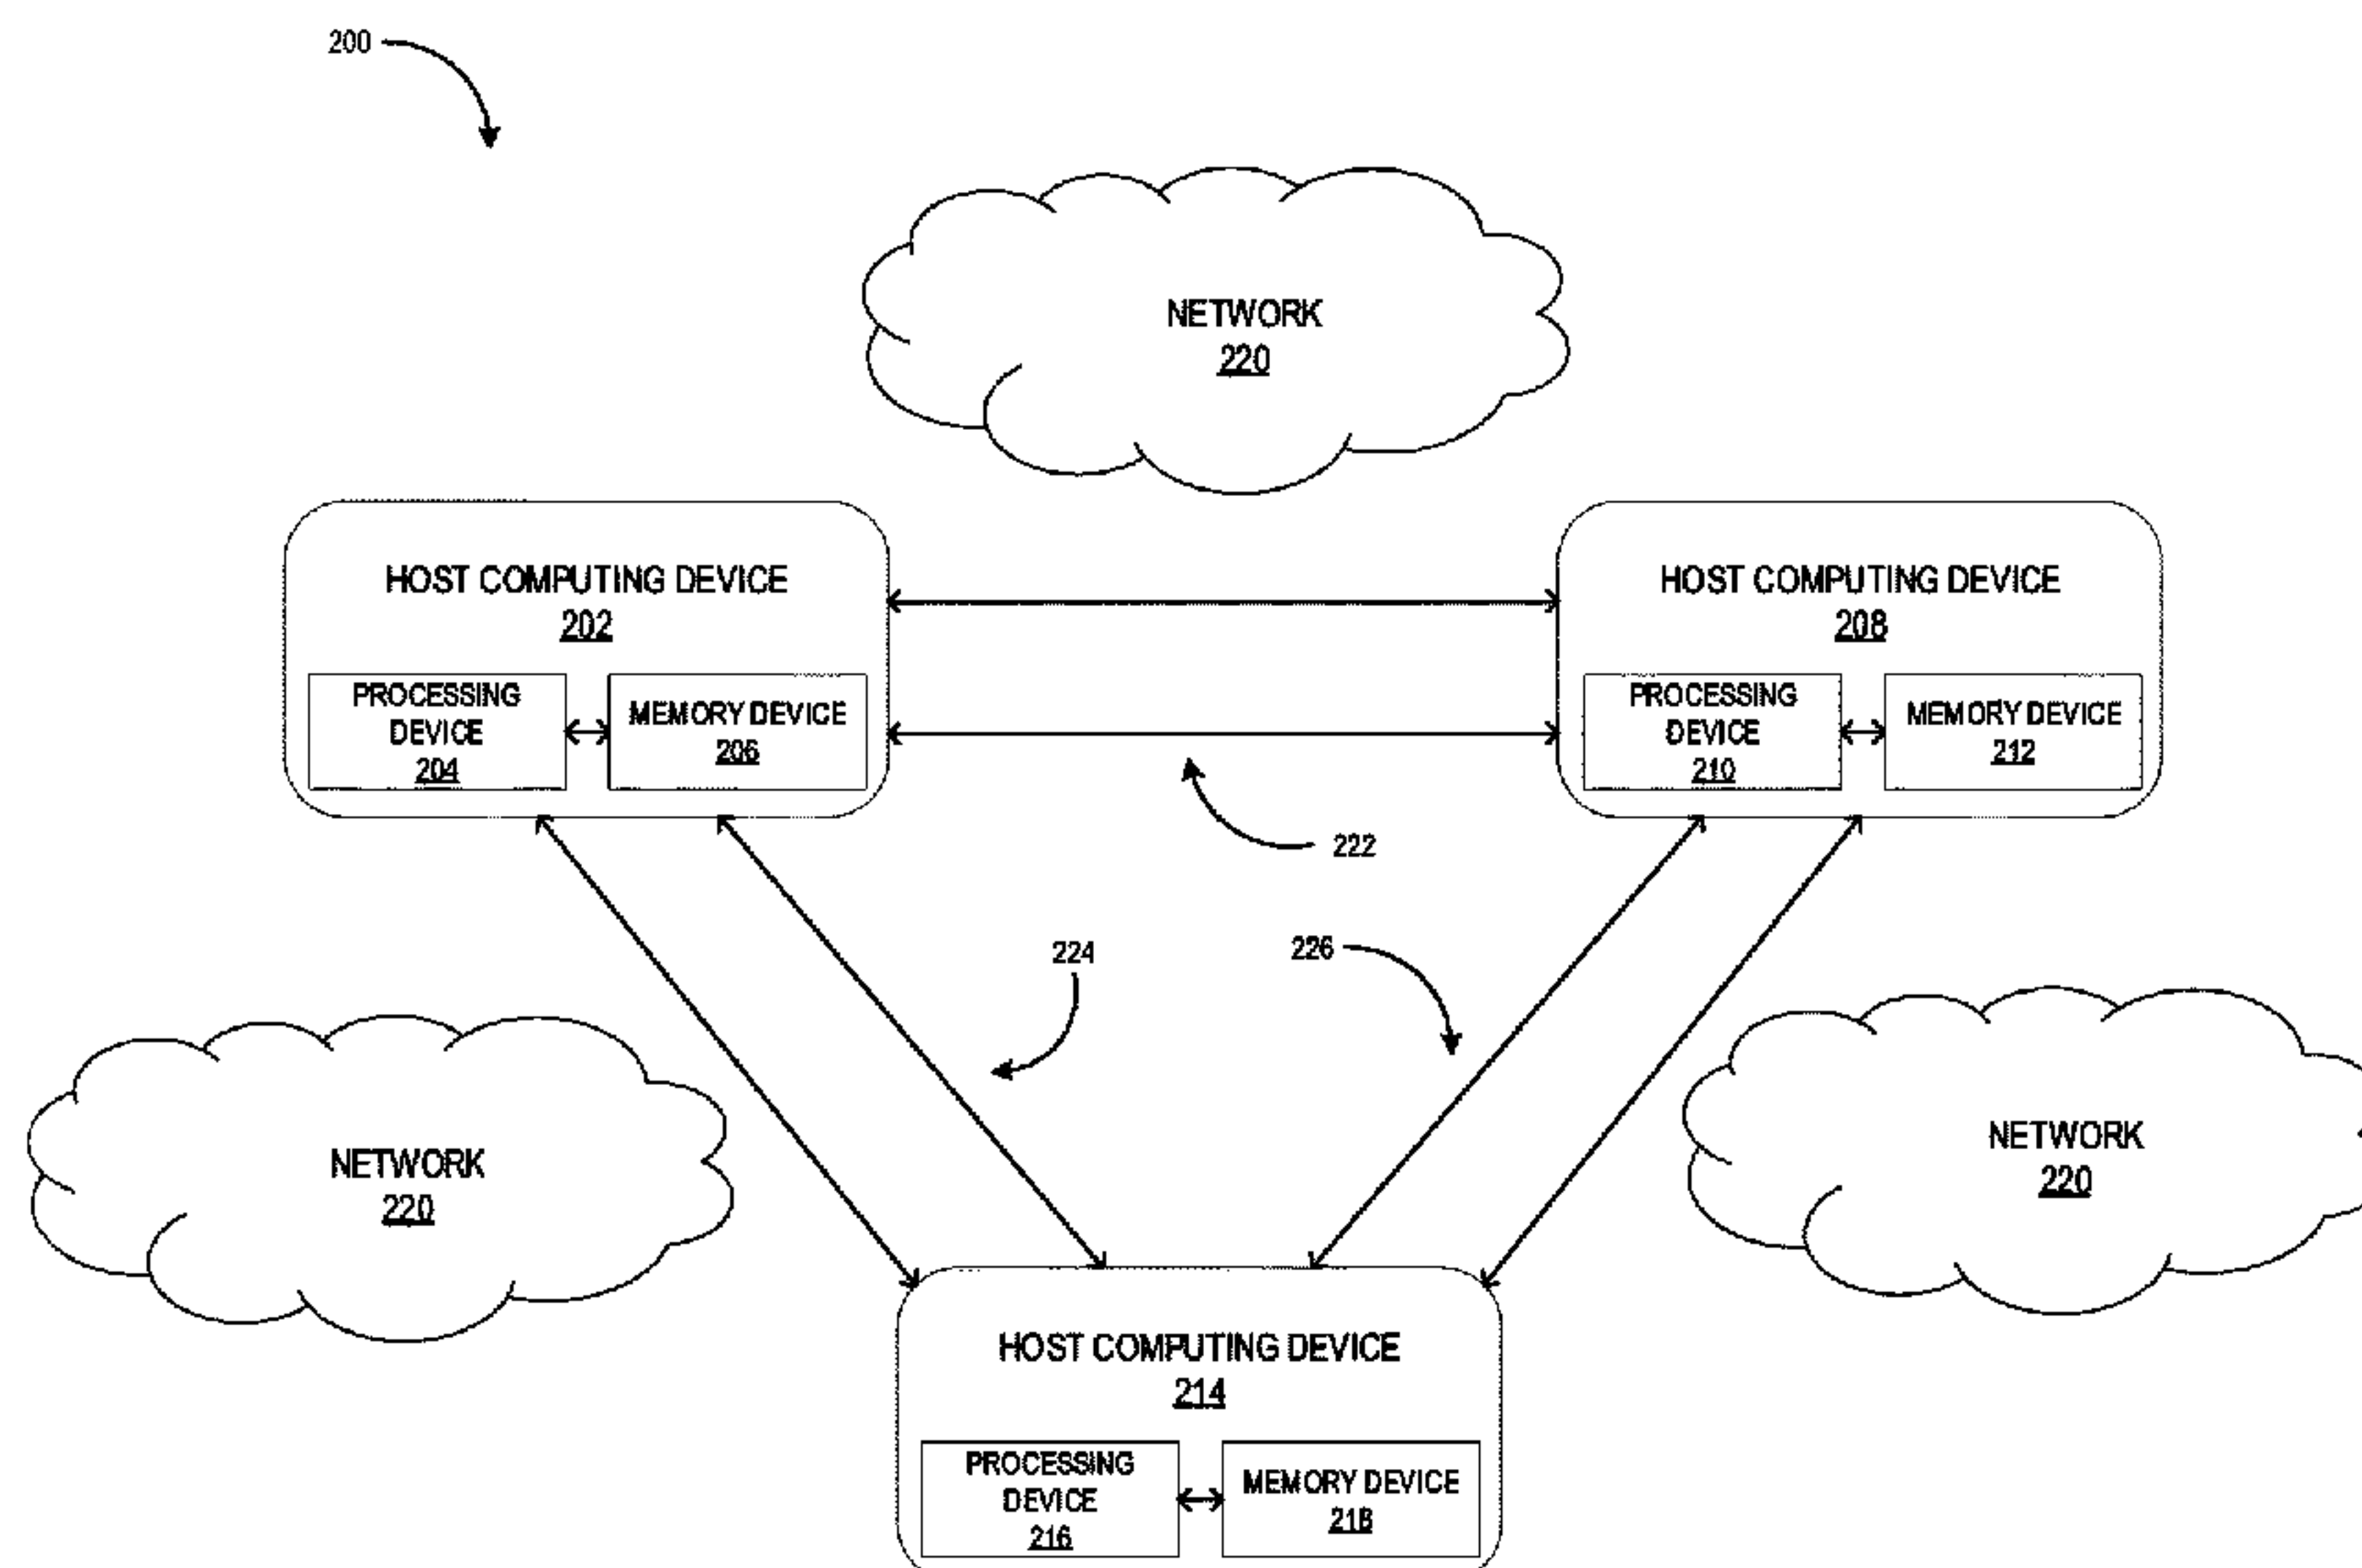 200
NETWORK
220
HOST COMPUTING DEVICE
202
PROCESSING
DEVICE
204
MEMORY DEVICE
206
HOST COMPUTING DEVICE
208
PROCESSING
DEVICE
210
MEMORY DEVICE
212
222
224
226
NETWORK
220
NETWORK
220
HOST COMPUTING DEVICE
214
PROCESSING
DEVICE
216
MEMORY DEVICE
218